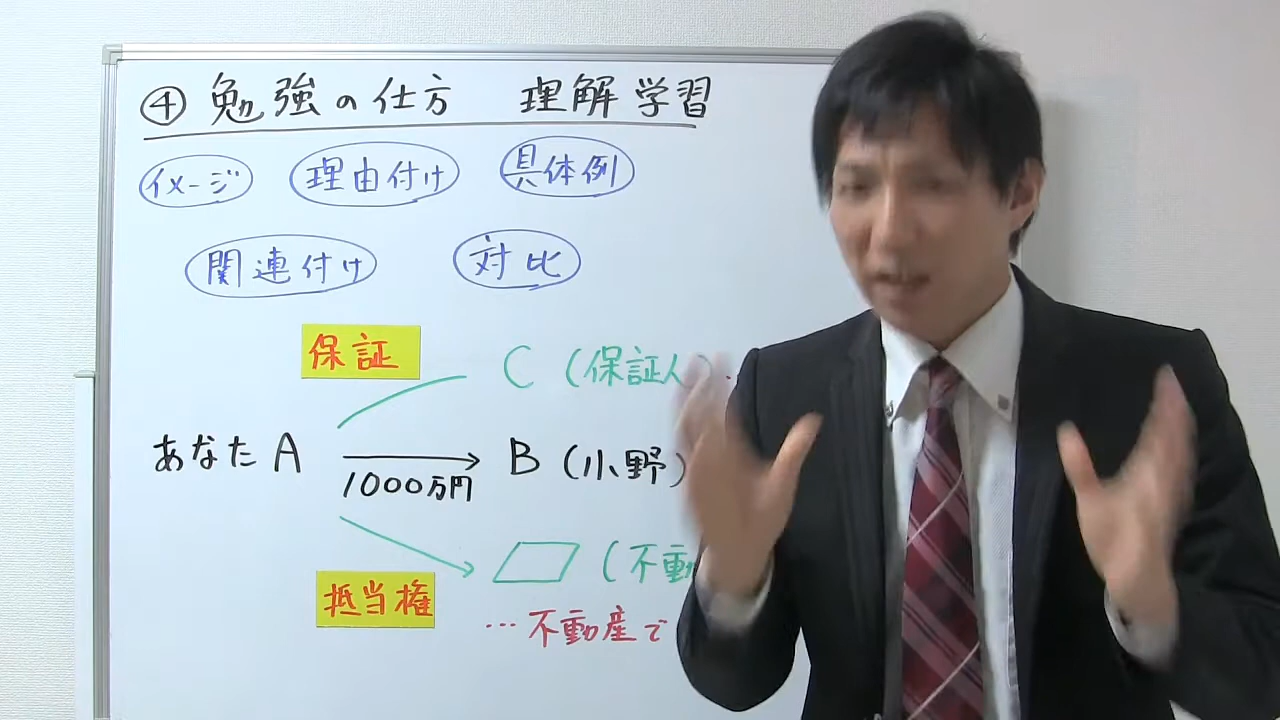 ④ 勉強の仕方 理解学習
イメージ 理由付け 具体例
関連付け 対比
保証
C (保証人)
あなたA 1000万円 B (小野)
(不動
抵当権
…不動産で